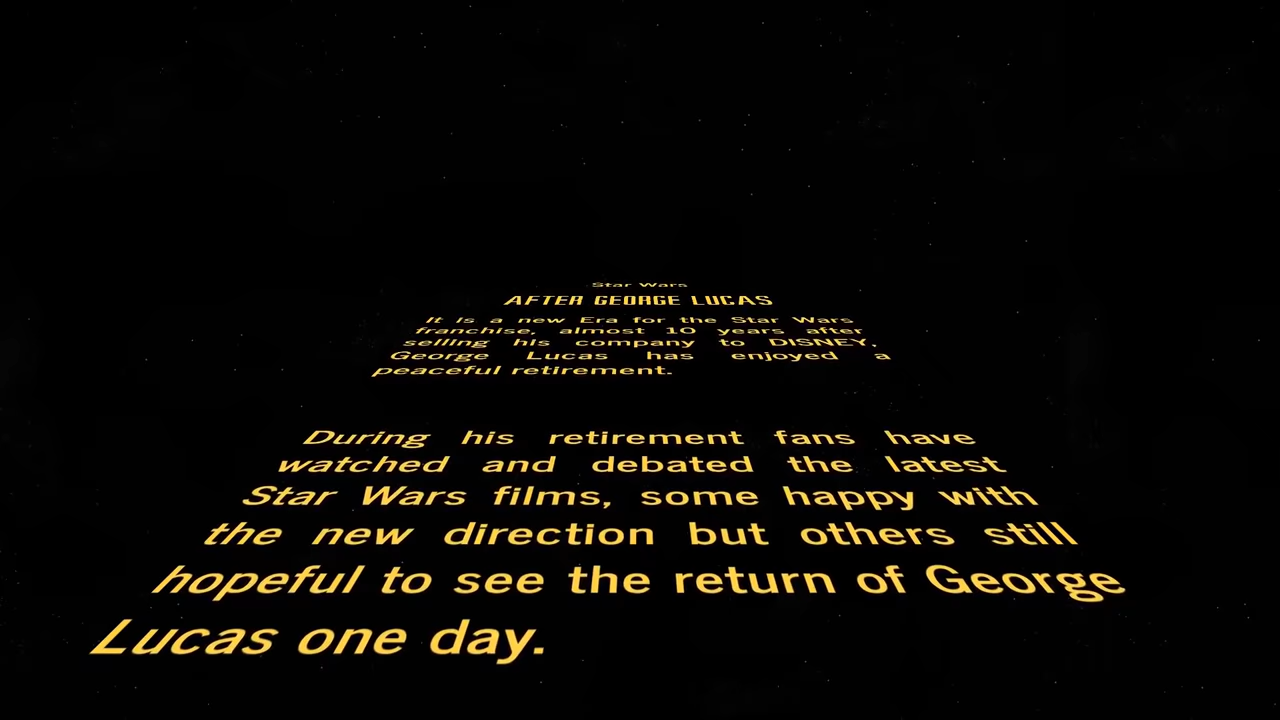 Star Wars
AFTER GEORGE LUCAS
It is a new Era for the Star Wars
franchise, almost 10 years after
selling his company to DISNEY,
George Lucas has enjoyed a
peaceful retirement.
During his retirement fans have
watched and debated the latest
Star Wars films, some happy with
the new direction but others still
hopeful to see the return of George
Lucas one day.